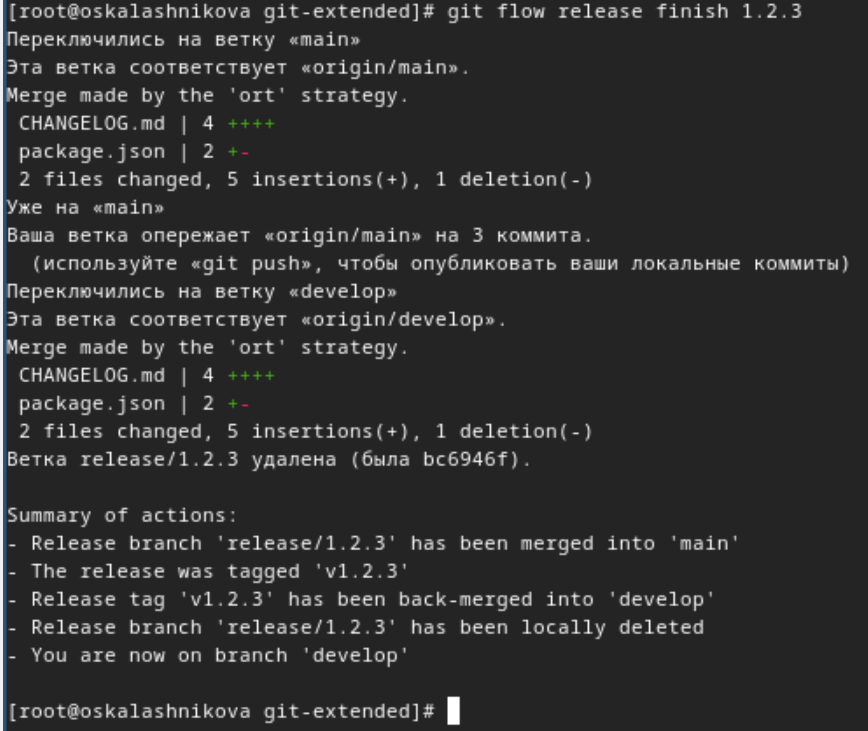 [root@oskalashnikova git-extended]# git flow release finish 1.2.3
Переключились на ветку «main»
Эта ветка соответствует «origin/main».
Merge made by the 'ort' strategy.
 CHANGELOG.md | 4 ++++
 package.json | 2 +-
 2 files changed, 5 insertions(+), 1 deletion(-)
Уже на «main»
Ваша ветка опережает «origin/main» на 3 коммита.
  (используйте «git push», чтобы опубликовать ваши локальные коммиты)
Переключились на ветку «develop»
Эта ветка соответствует «origin/develop».
Merge made by the 'ort' strategy.
 CHANGELOG.md | 4 ++++
 package.json | 2 +-
 2 files changed, 5 insertions(+), 1 deletion(-)
Ветка release/1.2.3 удалена (была bc6946f).

Summary of actions:
- Release branch 'release/1.2.3' has been merged into 'main'
- The release was tagged 'v1.2.3'
- Release tag 'v1.2.3' has been back-merged into 'develop'
- Release branch 'release/1.2.3' has been locally deleted
- You are now on branch 'develop'

[root@oskalashnikova git-extended]#